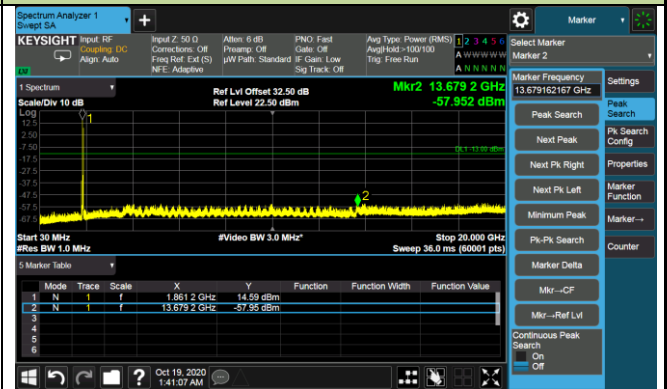 Spectrum Analyzer 1
Swept SA
+
Marker
KEYSIGHT
Input: RF
Coupling: DC
Align: Auto
Input Z: 50 Ω
Corrections: Off
Freq Ref: Ext (S)
NFE: Adaptive
Atten: 6 dB
Preamp: Off
µW Path: Standard
PNO: Fast
Gate: Off
IF Gain: Low
Sig Track: Off
Avg Type: Power (RMS)
Avg|Hold:>100/100
Trig: Free Run
1 2 3 4 5 6
A W W W W W
A N N N N N
Select Marker
Marker 2
1 Spectrum
Scale/Div 10 dB
Ref Lvl Offset 32.50 dB
Ref Level 22.50 dBm
Mkr2 13.679 2 GHz
-57.952 dBm
Log
12.5
2.50
-7.50
-17.5
-27.5
-37.5
-47.5
-57.5
-67.5
1
DL1 -13.00 dBm
2
Start 30 MHz
#Res BW 1.0 MHz
#Video BW 3.0 MHz*
Stop 20.000 GHz
Sweep 36.0 ms (60001 pts)
5 Marker Table
Mode Trace Scale X Y Function Function Width Function Value
1 N 1 f 1.861 2 GHz 14.59 dBm
2 N 1 f 13.679 2 GHz -57.95 dBm
3
4
5
6
Marker Frequency
13.679162167 GHz
Peak Search
Next Peak
Next Pk Right
Next Pk Left
Minimum Peak
Pk-Pk Search
Marker Delta
Mkr→CF
Mkr→Ref Lvl
Continuous Peak
Search
On
Off
Settings
Peak
Search
Pk Search
Config
Properties
Marker
Function
Marker→
Counter
?
Oct 19, 2020
1:41:07 AM